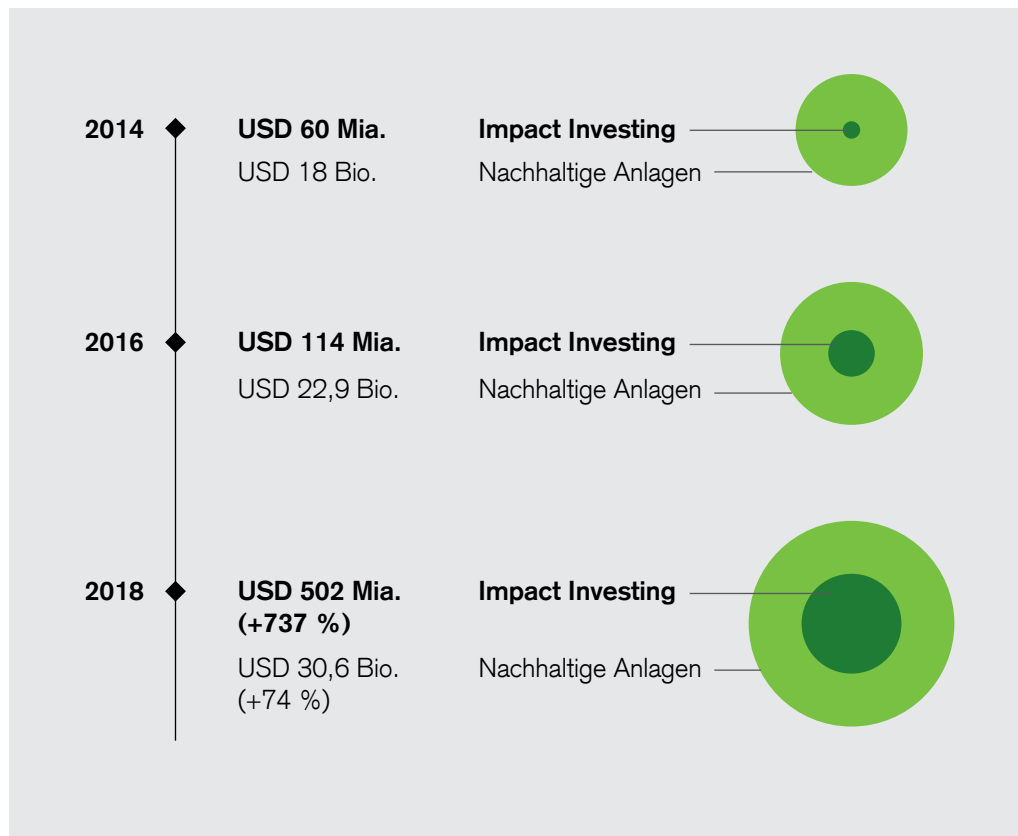 2014
USD 60 Mia.
Impact Investing
USD 18 Bio.
Nachhaltige Anlagen
2016
USD 114 Mia.
Impact Investing
USD 22,9 Bio.
Nachhaltige Anlagen
2018
USD 502 Mia.
(+737 %)
Impact Investing
USD 30,6 Bio.
(+74 %)
Nachhaltige Anlagen